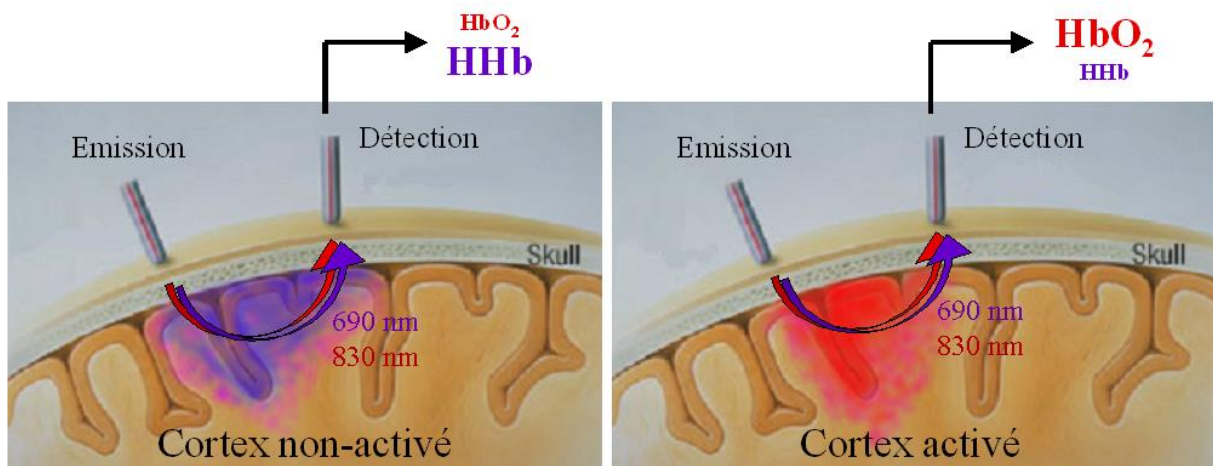 HbO₂
HHb
Emission
Détection
Skull
690 nm
830 nm
Cortex non-activé
HbO₂
HHb
Emission
Détection
Skull
690 nm
830 nm
Cortex activé